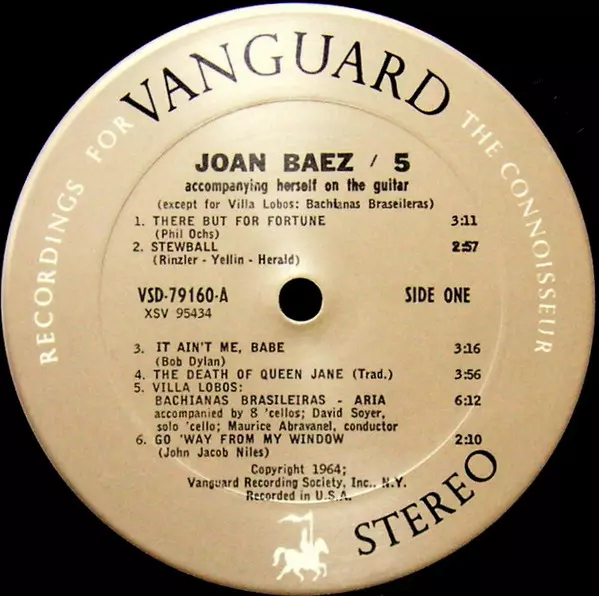 VANGUARD
RECORDINGS FOR THE CONNOISSEUR
JOAN BAEZ / 5
accompanying herself on the guitar
(except for Villa Lobos: Bachianas Braseileras)
1. THERE BUT FOR FORTUNE 3:11
(Phil Ochs)
2. STEWBALL 2:57
(Rinzler - Yellin - Herald)
VSD-79160-A SIDE ONE
XSV 95434
3. IT AIN'T ME, BABE 3:16
(Bob Dylan)
4. THE DEATH OF QUEEN JANE (Trad.) 3:56
5. VILLA LOBOS:
BACHIANAS BRASILEIRAS - ARIA 6:12
accompanied by 8 'cellos; David Soyer,
solo 'cello; Maurice Abravanel, conductor
6. GO 'WAY FROM MY WINDOW 2:10
(John Jacob Niles)
Copyright 1964;
Vanguard Recording Society, Inc., N.Y.
Recorded in U.S.A.
STEREO